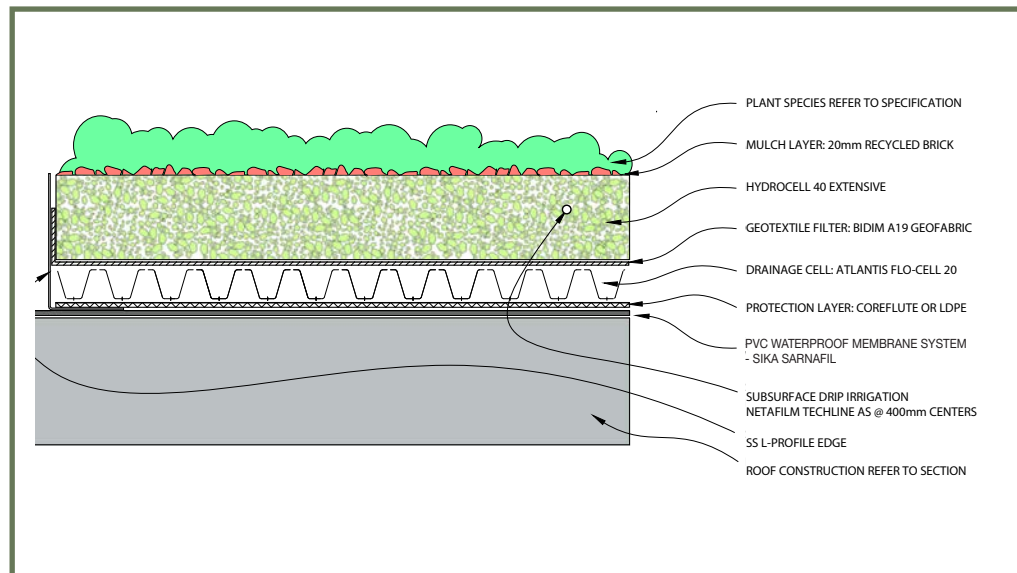 PLANT SPECIES REFER TO SPECIFICATION
MULCH LAYER: 20mm RECYCLED BRICK
HYDROCELL 40 EXTENSIVE
GEOTEXTILE FILTER: BIDIM A19 GEOFABRIC
DRAINAGE CELL: ATLANTIS FLO-CELL 20
PROTECTION LAYER: COREFLUTE OR LDPE
PVC WATERPROOF MEMBRANE SYSTEM
- SIKA SARNAFIL
SUBSURFACE DRIP IRRIGATION
NETAFILM TECHLINE AS @ 400mm CENTERS
SS L-PROFILE EDGE
ROOF CONSTRUCTION REFER TO SECTION